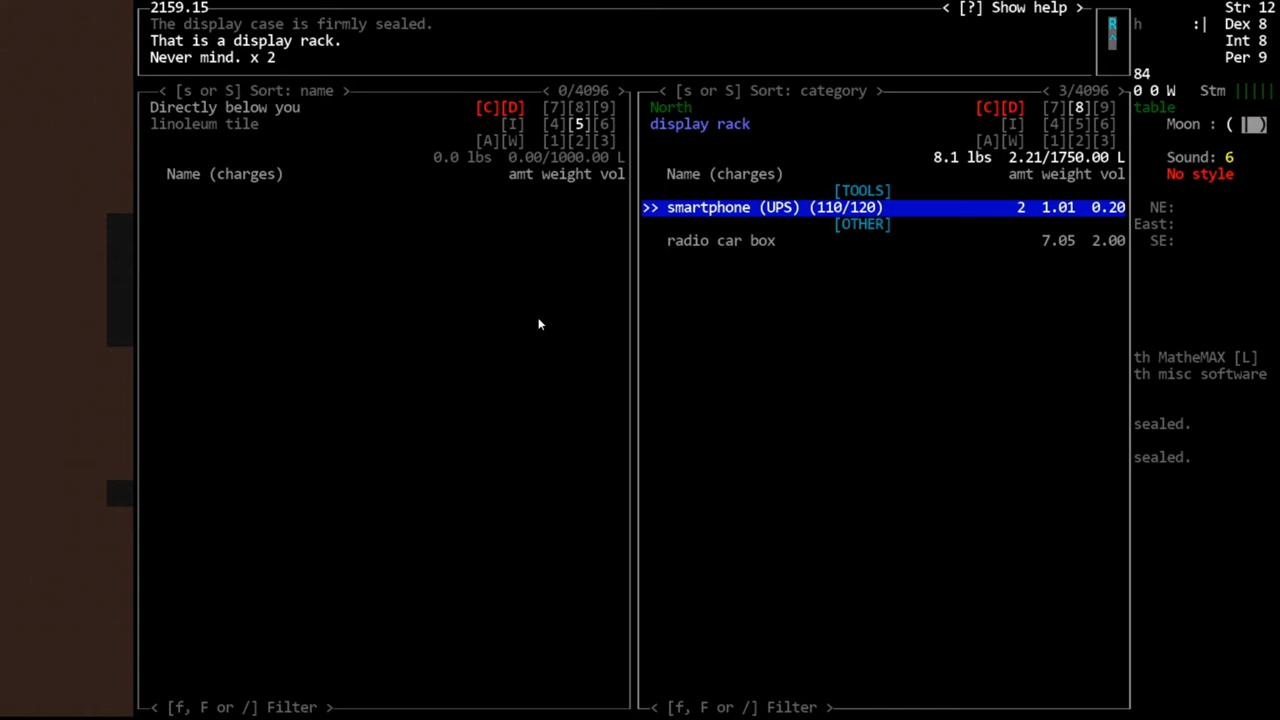 2159.15
< [?] Show help >
Str 12
The display case is firmly sealed.
R
h
:|
Dex 8
That is a display rack.
^
Int 8
Never mind. x 2
Per 9
84
< [s or S] Sort: name >
< 0/4096 >
< [s or S] Sort: category >
< 3/4096 >
0 0 W
Stm |||||
Directly below you
[C][D] [7][8][9]
North
[C][D] [7][8][9]
table
linoleum tile
[I] [4][5][6]
display rack
[I] [4][5][6]
Moon : ( | )
[A][W] [1][2][3]
[A][W] [1][2][3]
0.0 lbs 0.00/1000.00 L
8.1 lbs 2.21/1750.00 L
Sound: 6
Name (charges)
amt weight vol
Name (charges)
amt weight vol
No style
[TOOLS]
>> smartphone (UPS) (110/120) 2 1.01 0.20
NE:
[OTHER]
East:
radio car box 7.05 2.00
SE:
th MatheMAX [L]
th misc software
sealed.
sealed.
< [f, F or /] Filter >
< [f, F or /] Filter >